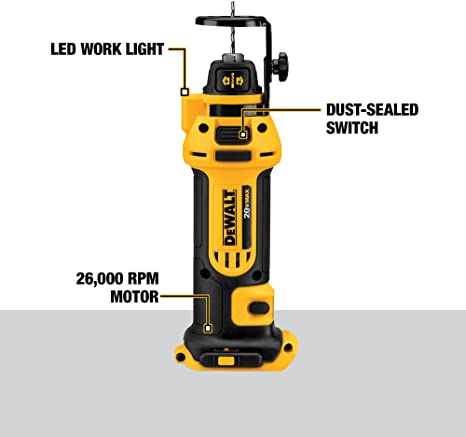 LED WORK LIGHT
DUST-SEALED
SWITCH
DEWALT
20V MAX
26,000 RPM
MOTOR